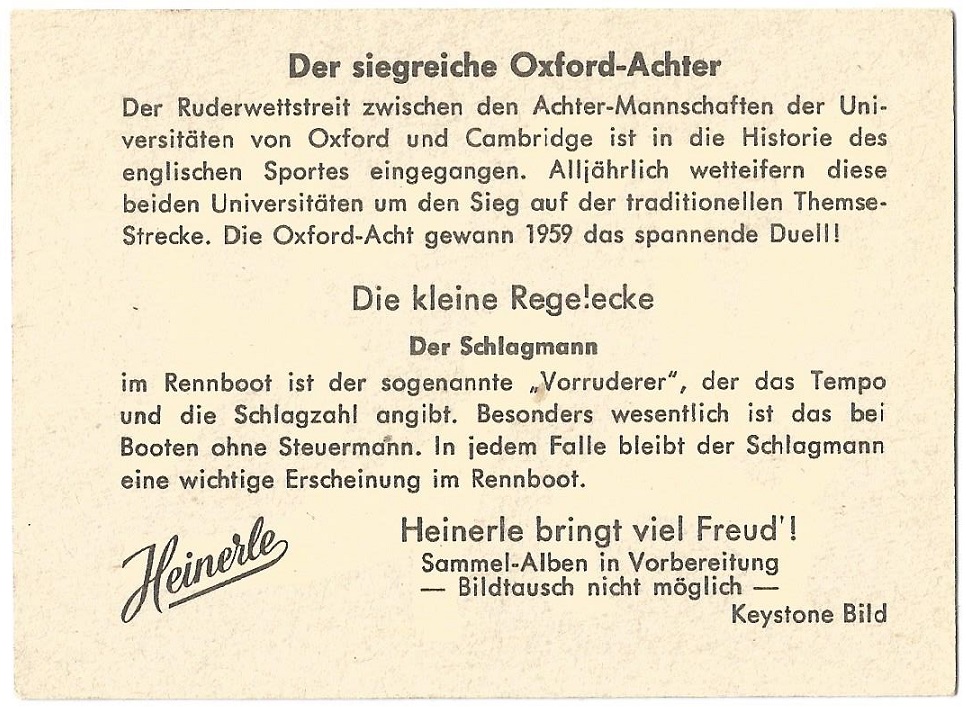 Der siegreiche Oxford-Achter
Der Ruderwettstreit zwischen den Achter-Mannschaften der Uni-
versitäten von Oxford und Cambridge ist in die Historie des
englischen Sportes eingegangen. Alljährlich wetteifern diese
beiden Universitäten um den Sieg auf der traditionellen Themse-
Strecke. Die Oxford-Acht gewann 1959 das spannende Duell!
Die kleine Rege!ecke
Der Schlagmann
im Rennboot ist der sogenannte „Vorruderer“, der das Tempo
und die Schlagzahl angibt. Besonders wesentlich ist das bei
Booten ohne Steuermann. In jedem Falle bleibt der Schlagmann
eine wichtige Erscheinung im Rennboot.
Heinerle
Heinerle bringt viel Freud'!
Sammel-Alben in Vorbereitung
— Bildtausch nicht möglich —
Keystone Bild